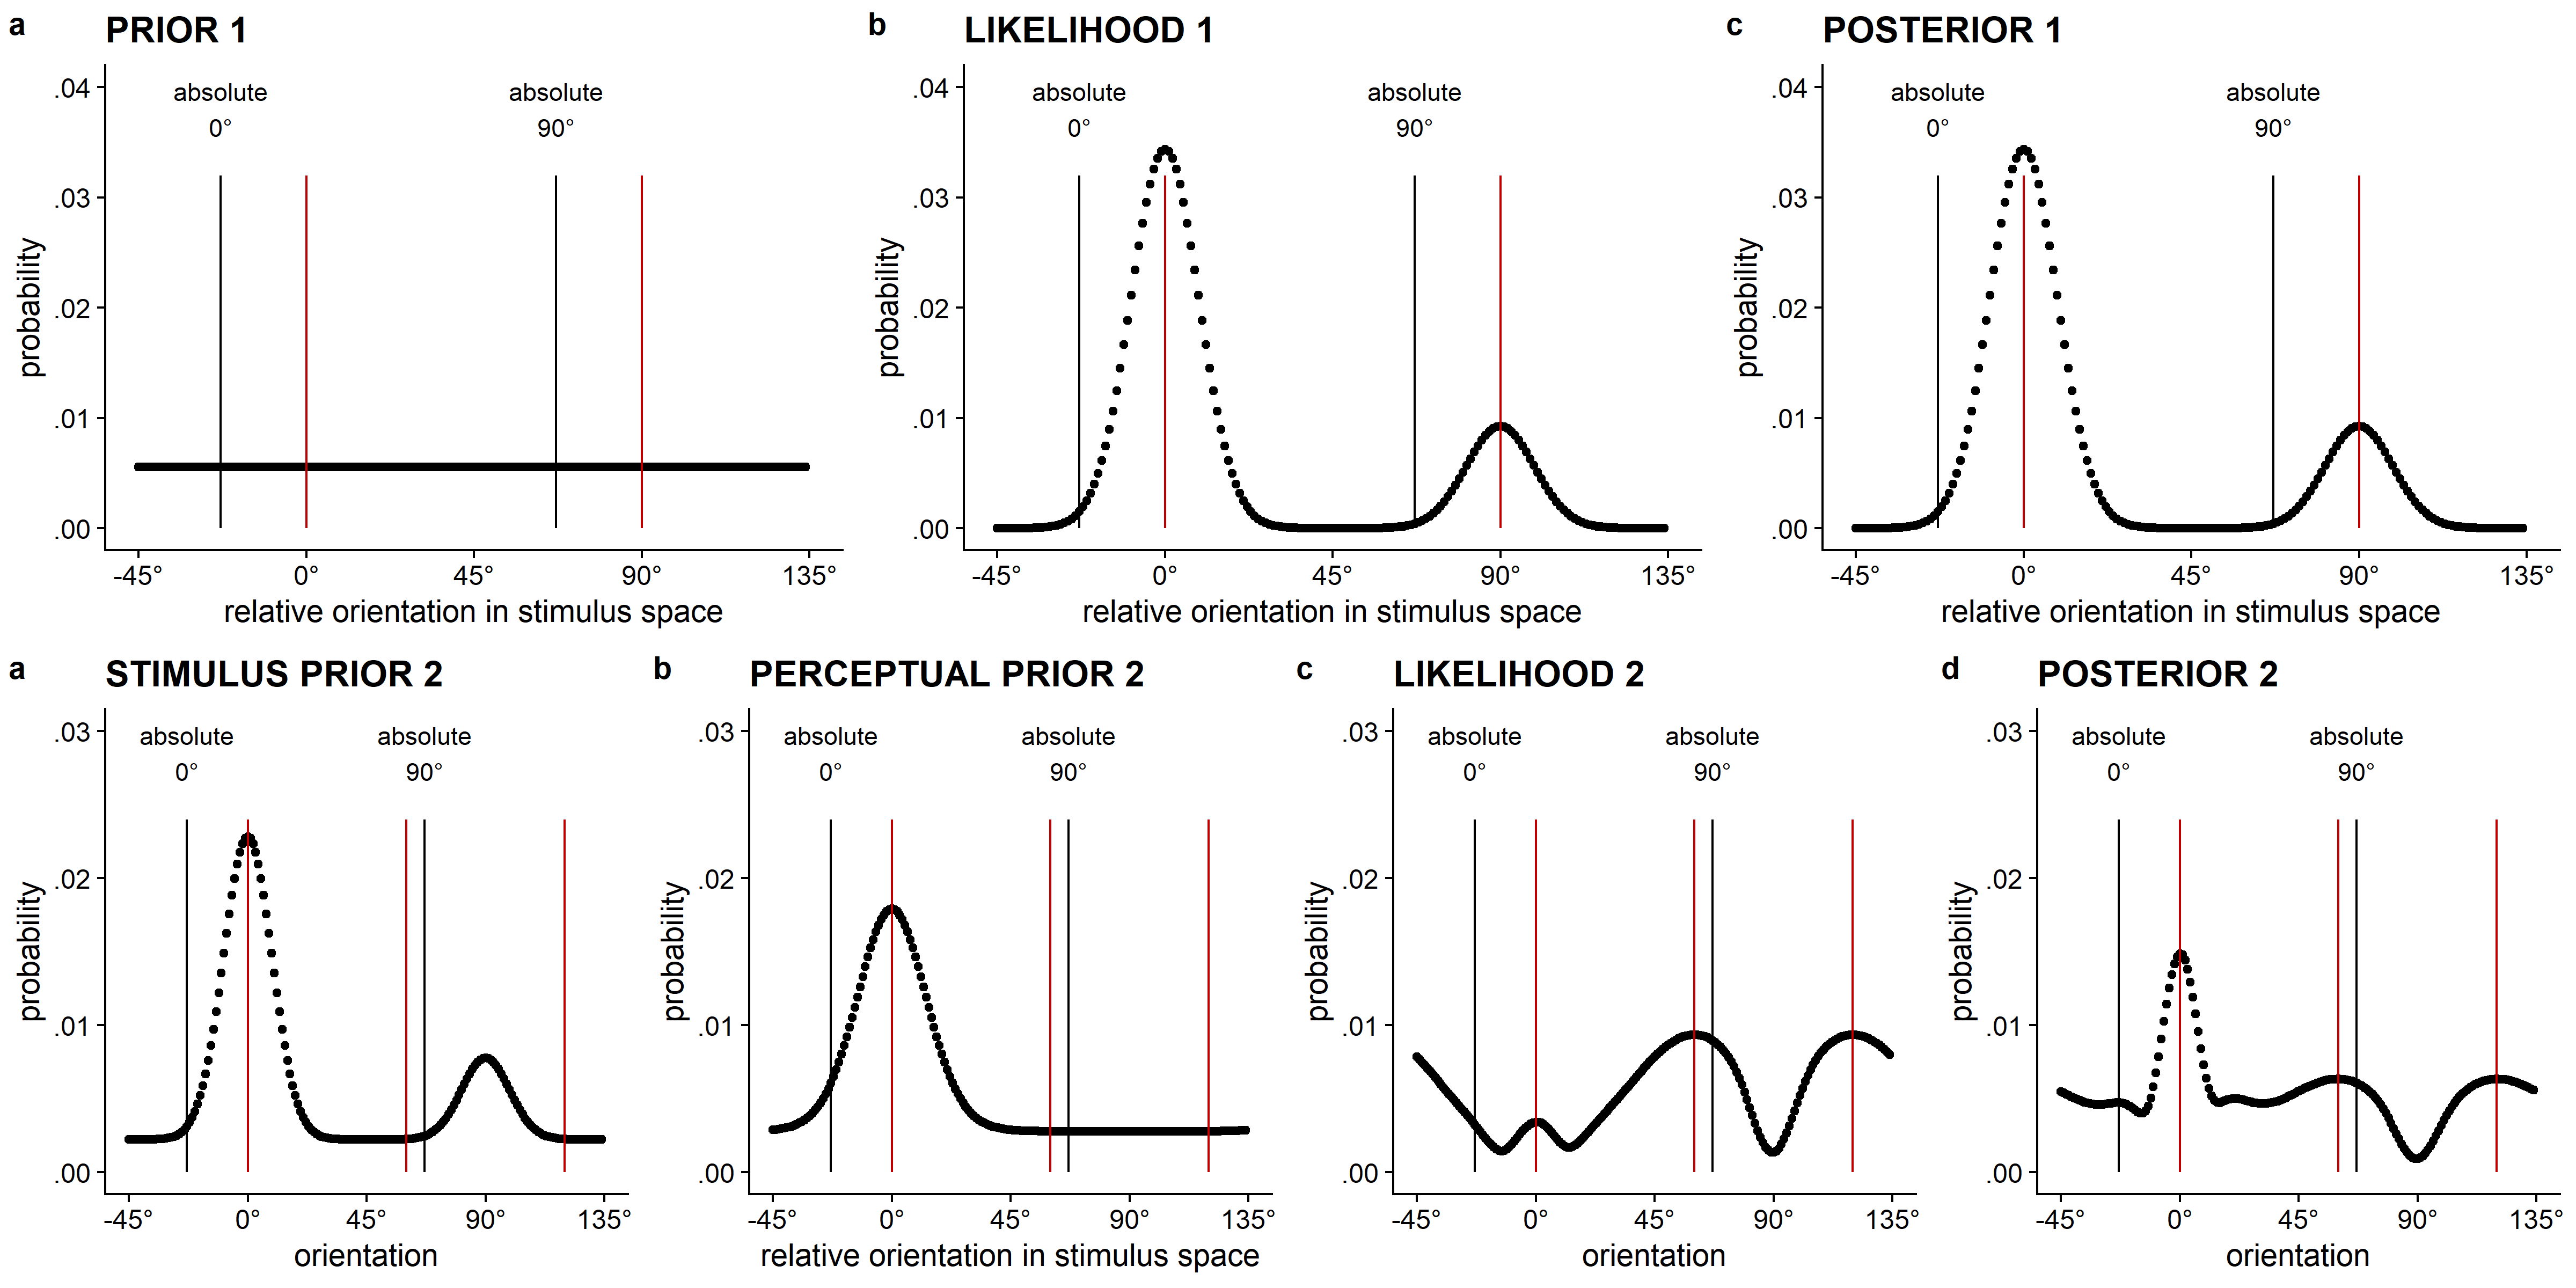 a PRIOR 1
absolute
0°
absolute
90°
.04
.03
.02
.01
.00
probability
-45° 0° 45° 90° 135°
relative orientation in stimulus space
b LIKELIHOOD 1
absolute
0°
absolute
90°
.04
.03
.02
.01
.00
probability
-45° 0° 45° 90° 135°
relative orientation in stimulus space
c POSTERIOR 1
absolute
0°
absolute
90°
.04
.03
.02
.01
.00
probability
-45° 0° 45° 90° 135°
relative orientation in stimulus space
a STIMULUS PRIOR 2
absolute
0°
absolute
90°
.03
.02
.01
.00
probability
-45° 0° 45° 90° 135°
orientation
b PERCEPTUAL PRIOR 2
absolute
0°
absolute
90°
.03
.02
.01
.00
probability
-45° 0° 45° 90° 135°
relative orientation in stimulus space
c LIKELIHOOD 2
absolute
0°
absolute
90°
.03
.02
.01
.00
probability
-45° 0° 45° 90° 135°
orientation
d POSTERIOR 2
absolute
0°
absolute
90°
.03
.02
.01
.00
probability
-45° 0° 45° 90° 135°
orientation